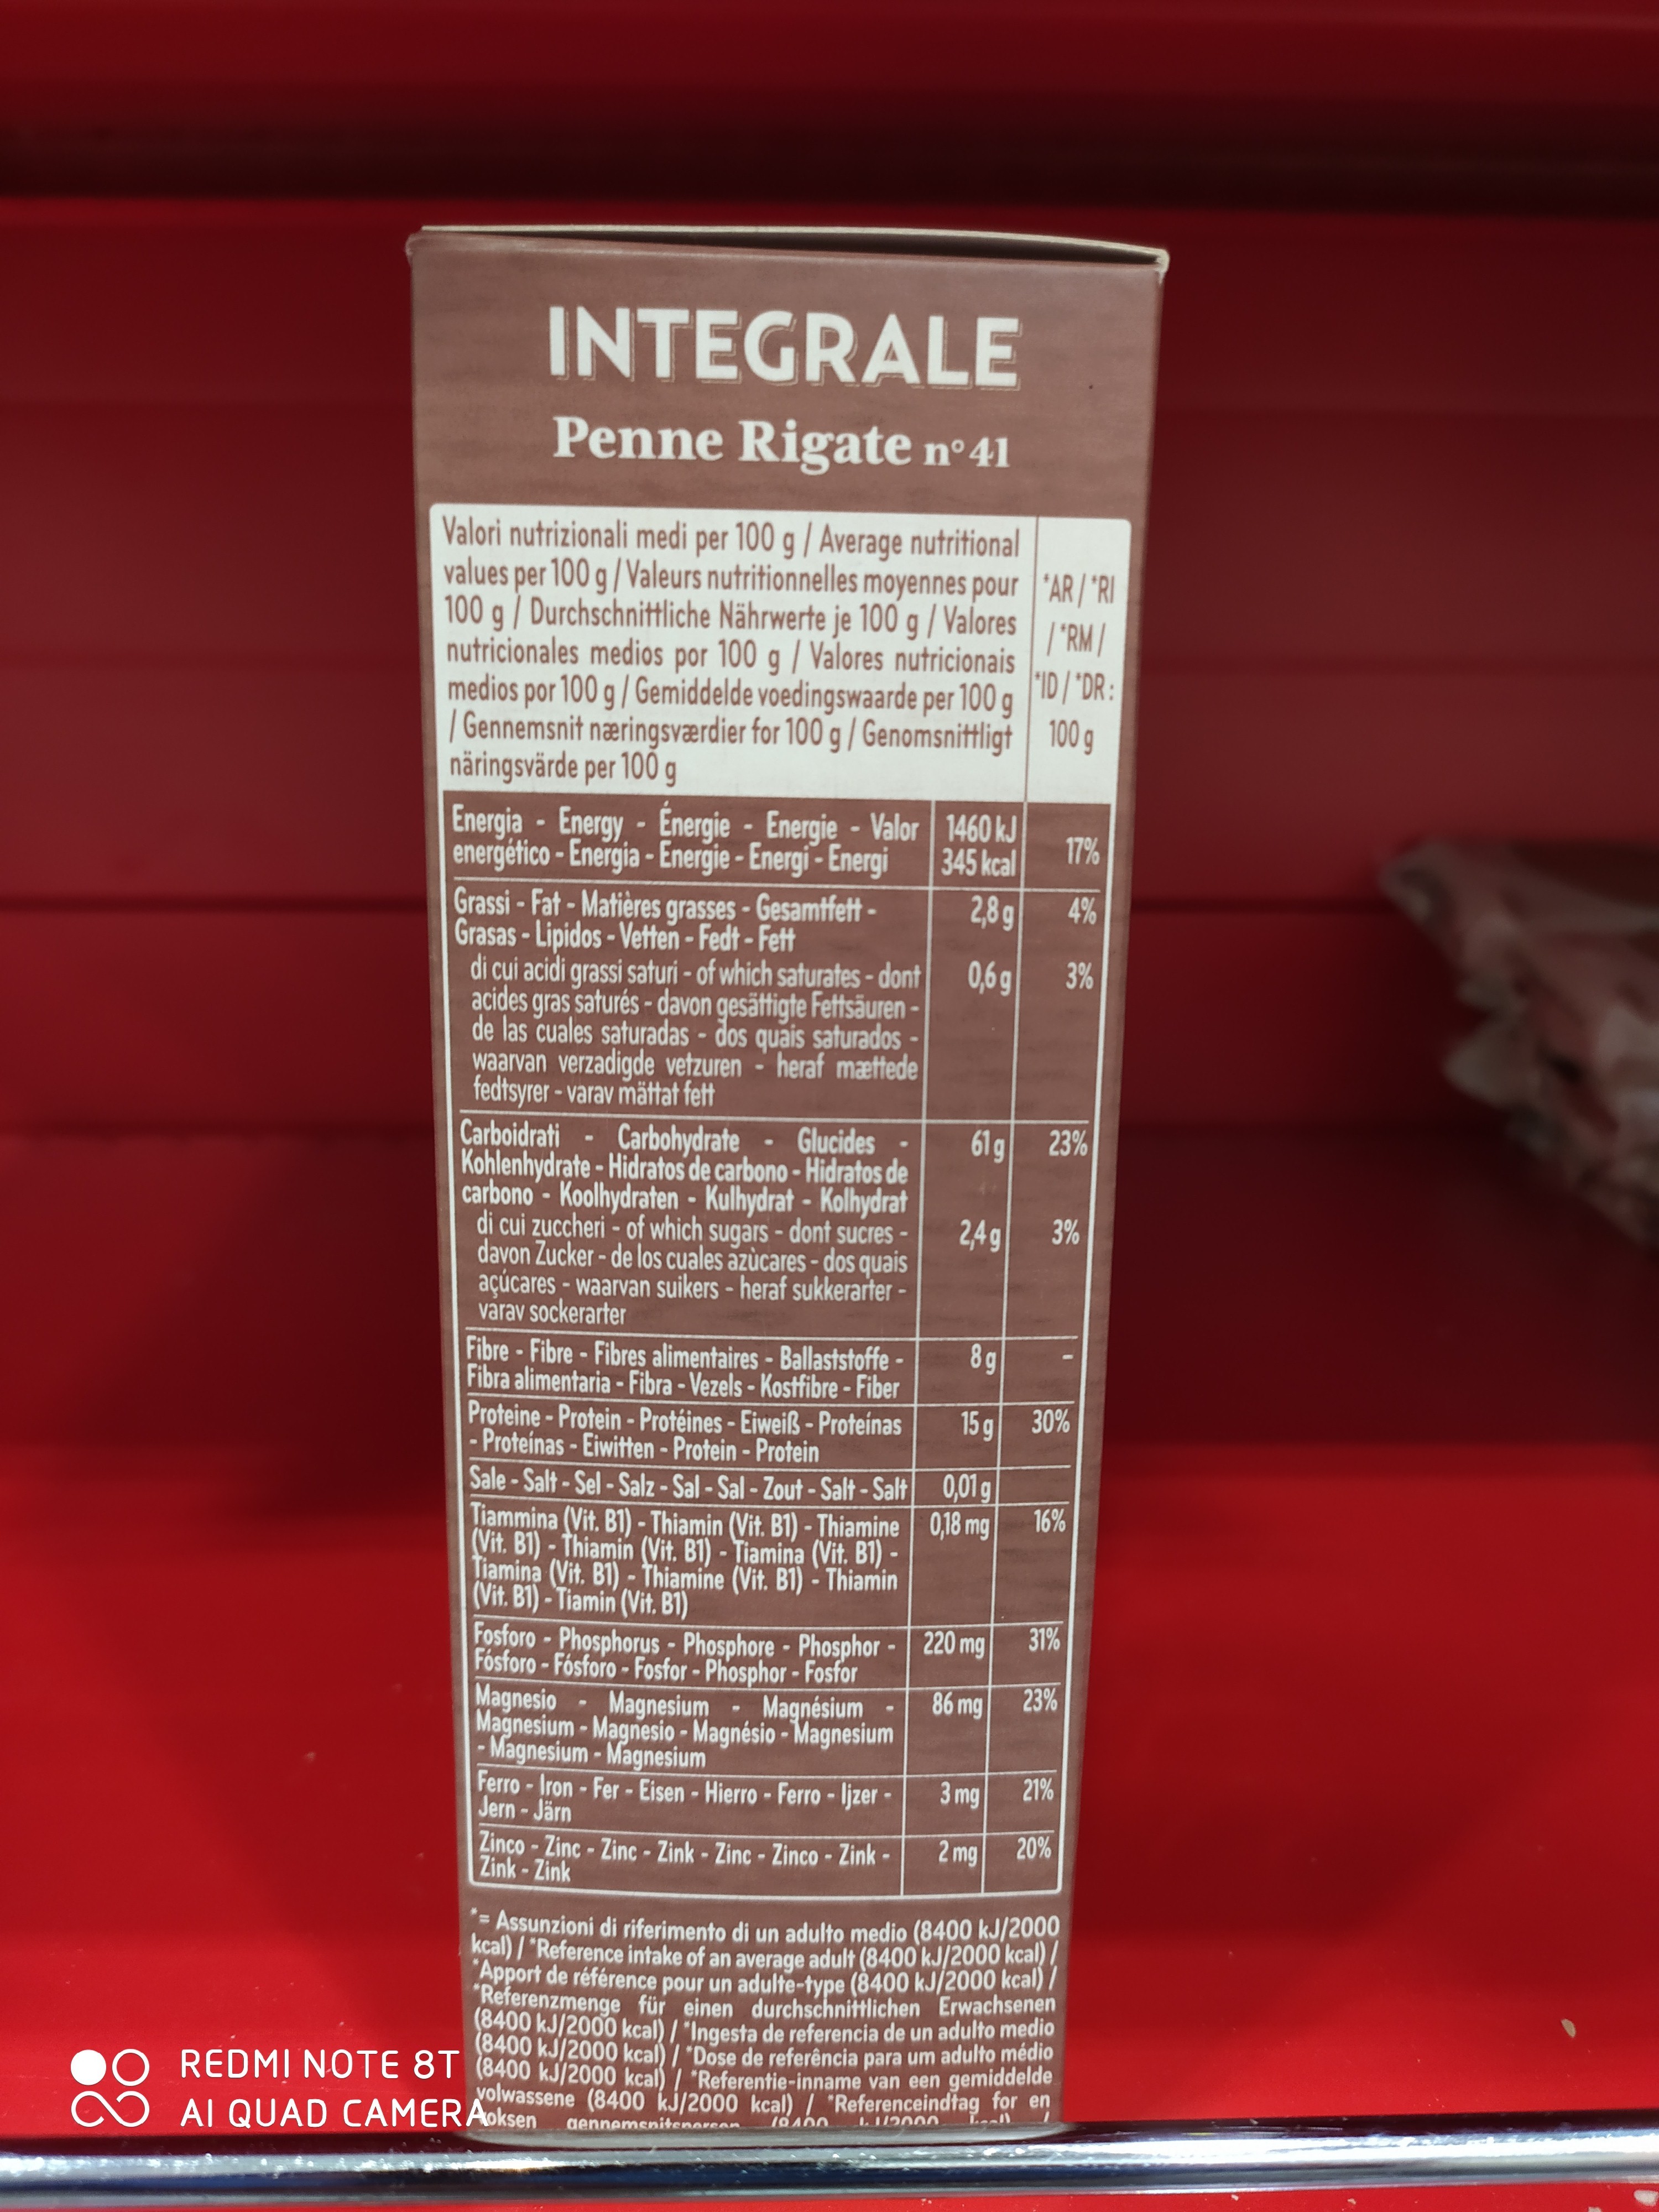 INTEGRALE
Penne Rigate n° 41
Valori nutrizionali medi per 100 g / Average nutritional
values per 100 g / Valeurs nutritionnelles moyennes pour
100 g / Durchschnittliche Nährwerte je 100 g / Valores
nutricionales medios por 100 g / Valores nutricionais
medios por 100 g / Gemiddelde voedingswaarde per 100 g
/ Gennemsnit næringsværdier for 100 g / Genomsnittligt
näringsvärde per 100 g
*AR / *RI
/ *RM /
*ID / *DR:
100 g
Energia - Energy - Énergie - Energie - Valor 1460 kJ
energético - Energia - Energie - Energi - Energi 345 kcal 17%
Grassi - Fat - Matières grasses - Gesamtfett - 2,8 g 4%
Grasas - Lipidos - Vetten - Fedt - Fett
di cui acidi grassi saturi - of which saturates - dont 0,6 g 3%
acides gras saturés - davon gesättigte Fettsäuren -
de las cuales saturadas - dos quais saturados -
waarvan verzadigde vetzuren - heraf mættede
fedtsyrer - varav mättat fett
Carboidrati - Carbohydrate - Glucides - 61 g 23%
Kohlenhydrate - Hidratos de carbono - Hidratos de
carbono - Koolhydraten - Kulhydrat - Kolhydrat
di cui zuccheri - of which sugars - dont sucres - 2,4 g 3%
davon Zucker - de los cuales azùcares - dos quais
açúcares - waarvan suikers - heraf sukkerarter -
varav sockerarter
Fibre - Fibre - Fibres alimentaires - Ballaststoffe - 8 g -
Fibra alimentaria - Fibra - Vezels - Kostfibre - Fiber
Proteine - Protein - Protéines - Eiweiß - Proteínas 15 g 30%
- Proteínas - Eiwitten - Protein - Protein
Sale - Salt - Sel - Salz - Sal - Sal - Zout - Salt - Salt 0,01 g
Tiammina (Vit. B1) - Thiamin (Vit. B1) - Thiamine 0,18 mg 16%
(Vit. B1) - Thiamin (Vit. B1) - Tiamina (Vit. B1) -
Tiamina (Vit. B1) - Thiamine (Vit. B1) - Thiamin
(Vit. B1) - Tiamin (Vit. B1)
Fosforo - Phosphorus - Phosphore - Phosphor - 220 mg 31%
Fósforo - Fósforo - Fosfor - Phosphor - Fosfor
Magnesio - Magnesium - Magnésium - 86 mg 23%
Magnesium - Magnesio - Magnésio - Magnesium
- Magnesium - Magnesium
Ferro - Iron - Fer - Eisen - Hierro - Ferro - Ijzer - 3 mg 21%
Jern - Järn
Zinco - Zinc - Zinc - Zink - Zinc - Zinco - Zink - 2 mg 20%
Zink - Zink
*= Assunzioni di riferimento di un adulto medio (8400 kJ/2000
kcal) / *Reference intake of an average adult (8400 kJ/2000 kcal) /
*Apport de référence pour un adulte-type (8400 kJ/2000 kcal) /
*Referenzmenge für einen durchschnittlichen Erwachsenen
(8400 kJ/2000 kcal) / *Ingesta de referencia de un adulto medio
(8400 kJ/2000 kcal) / *Dose de referência para um adulto médio
(8400 kJ/2000 kcal) / *Referentie-inname van een gemiddelde
volwassene (8400 kJ/2000 kcal) / *Referenceindtag for en
REDMI NOTE 8T
AI QUAD CAMERA